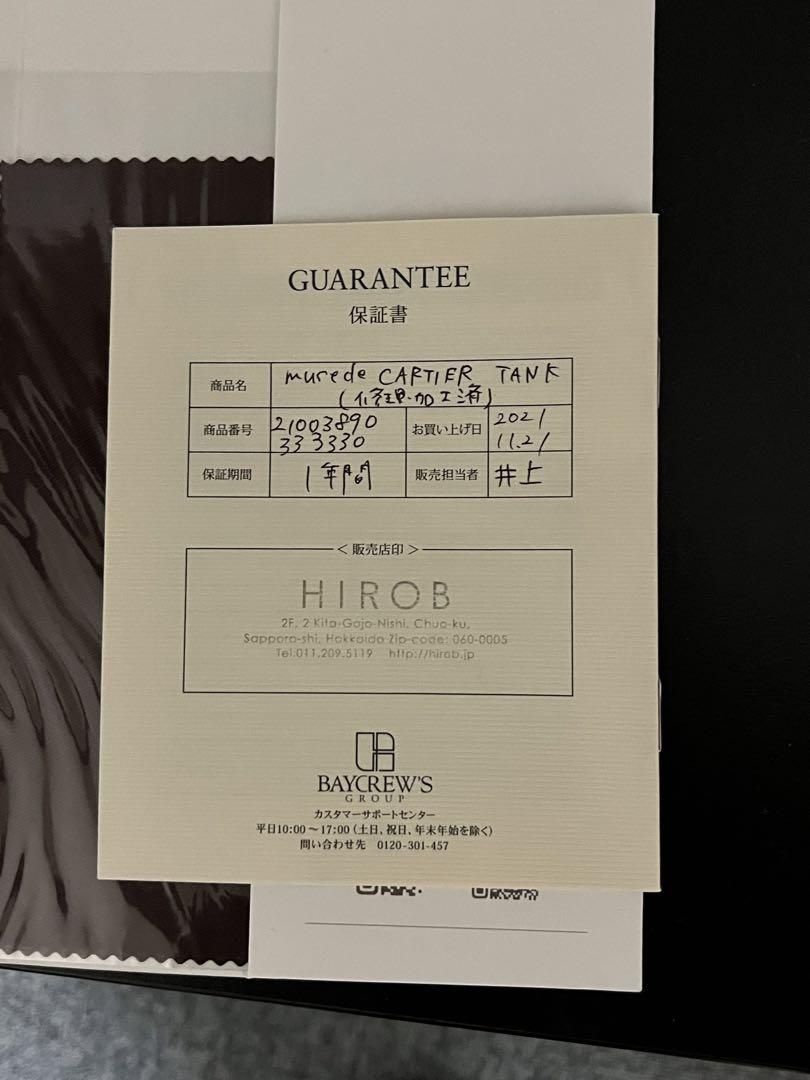 GUARANTEE
保証書
商品名 murede CARTIER TANK
(修理・加工済)
商品番号 21003890
333330
お買い上げ日 2021
11.21
保証期間 1年間 販売担当者 井上
＜販売店印＞
HIROB
2F, 2 Kita-Gojo-Nishi, Chuo-ku,
Sapporo-shi, Hokkaido Zip-code: 060-0005
Tel.011.209.5119 http://hirob.jp
BAYCREW'S
GROUP
カスタマーサポートセンター
平日10:00～17:00（土日、祝日、年末年始を除く）
問い合わせ先 0120-301-457